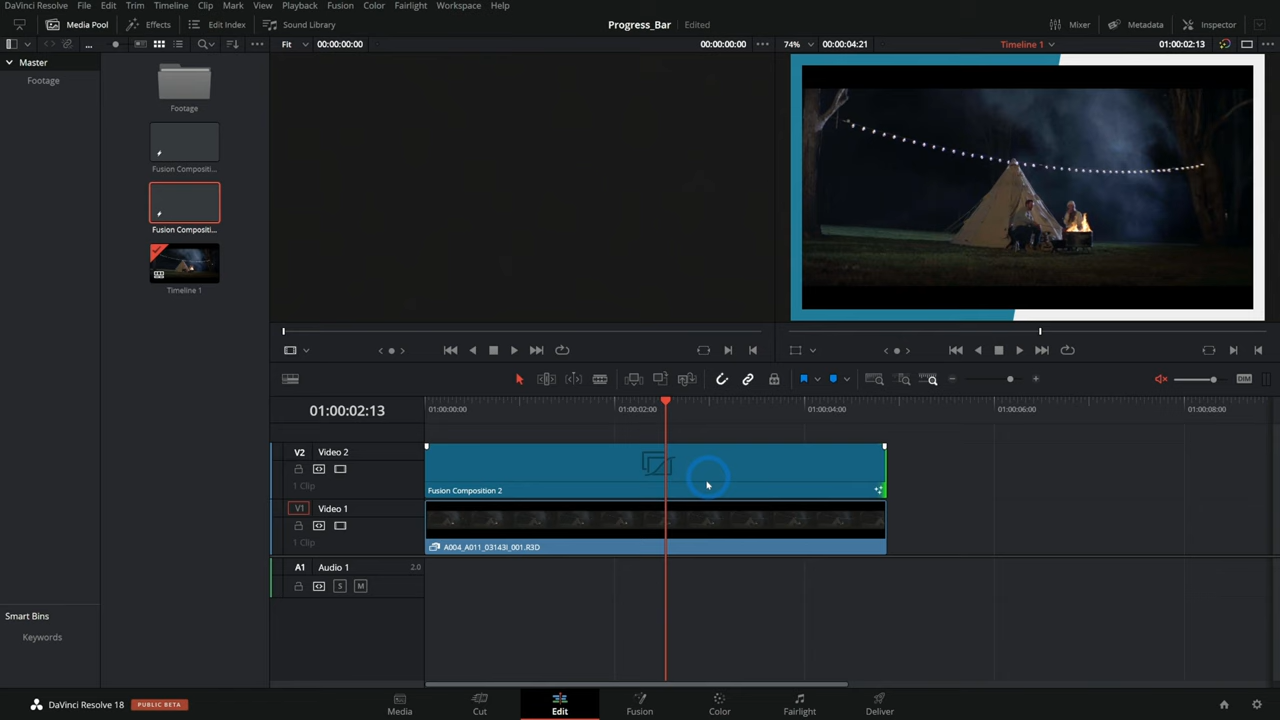 DaVinci Resolve File Edit Trim Timeline Clip Mark View Playback Fusion Color Fairlight Workspace Help
Media Pool Effects Edit Index Sound Library Progress_Bar Edited Mixer Metadata Inspector
... Fit 00:00:00:00 00:00:00:00 74% 00:00:04:21 Timeline 1 01:00:02:13
Master
Footage
Footage
Fusion Compositi...
Fusion Compositi...
Timeline 1
DIM
01:00:02:13
01:00:00:00 01:00:02:00 01:00:04:00 01:00:06:00 01:00:08:00
V2 Video 2
1 Clip
Fusion Composition 2
V1 Video 1
1 Clip
A004_A011_03143I_001.R3D
A1 Audio 1 2.0
S M
Smart Bins
Keywords
DaVinci Resolve 18 PUBLIC BETA
Media Cut Edit Fusion Color Fairlight Deliver